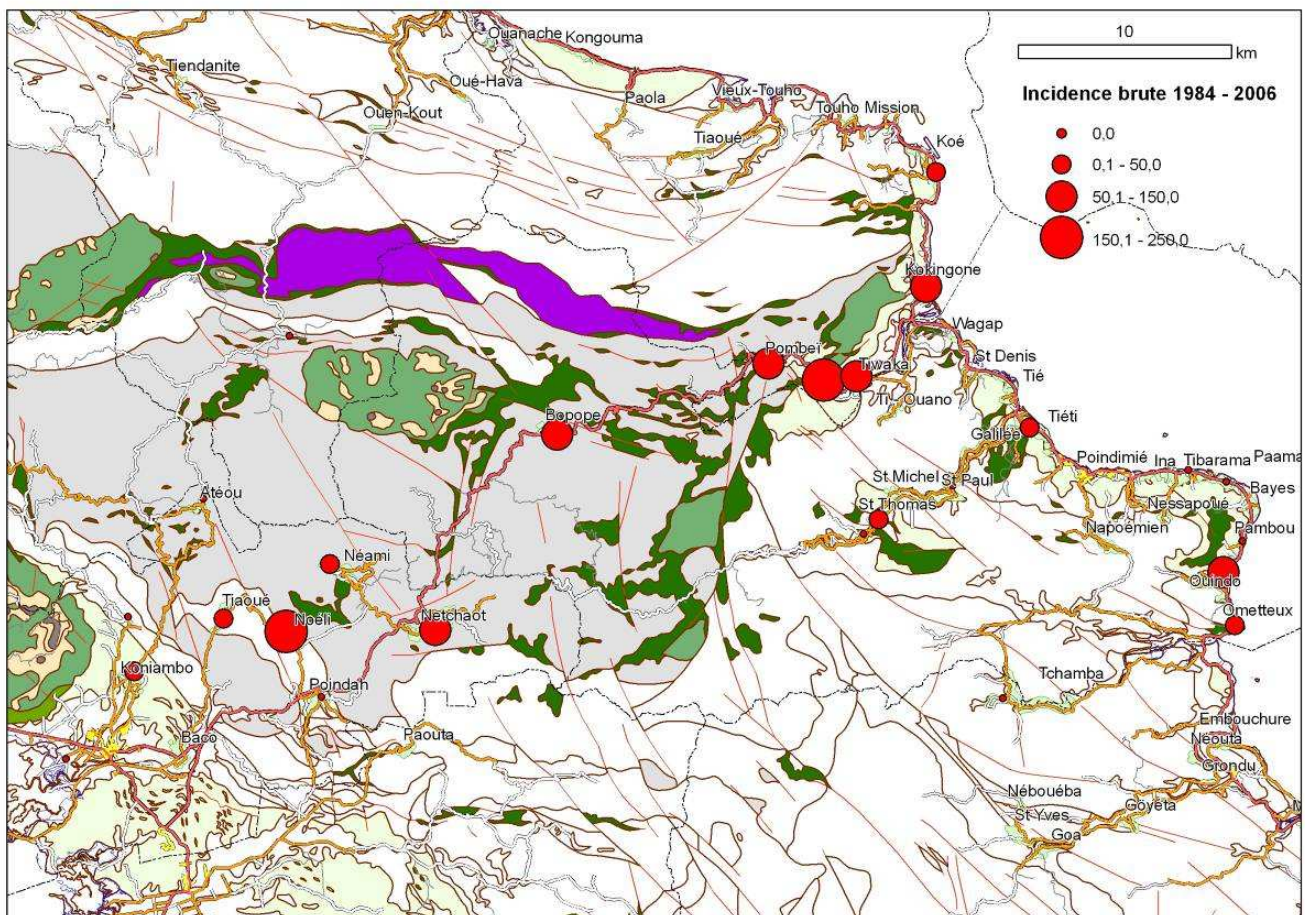 10
km
Incidence brute 1984 - 2006
0,0
0,1 - 50,0
50,1 - 150,0
150,1 - 250,0
Ouanache
Kongouma
Tiendanite
Oué-Hava
Ouen-Kout
Paola
Vieux-Touho
Touho Mission
Tiaoué
Koé
Kokingone
Wagap
Pombeï
Tiwaka
St Denis
Tié
Ti - Ouano
Bopope
Tiéti
Galilée
Poindimié
Ina
Tibarama
Paama
St Michel
St Paul
Bayes
Atéou
St Thomas
Nessapoué
Napoémien
Pambou
Néami
Ouindo
Tiaoué
Noéli
Netchaot
Ometteux
Koniambo
Poindah
Tchamba
Baco
Paouta
Embouchure
Néouta
Grondu
Nébouéba
St Yves
Goyéta
Goa